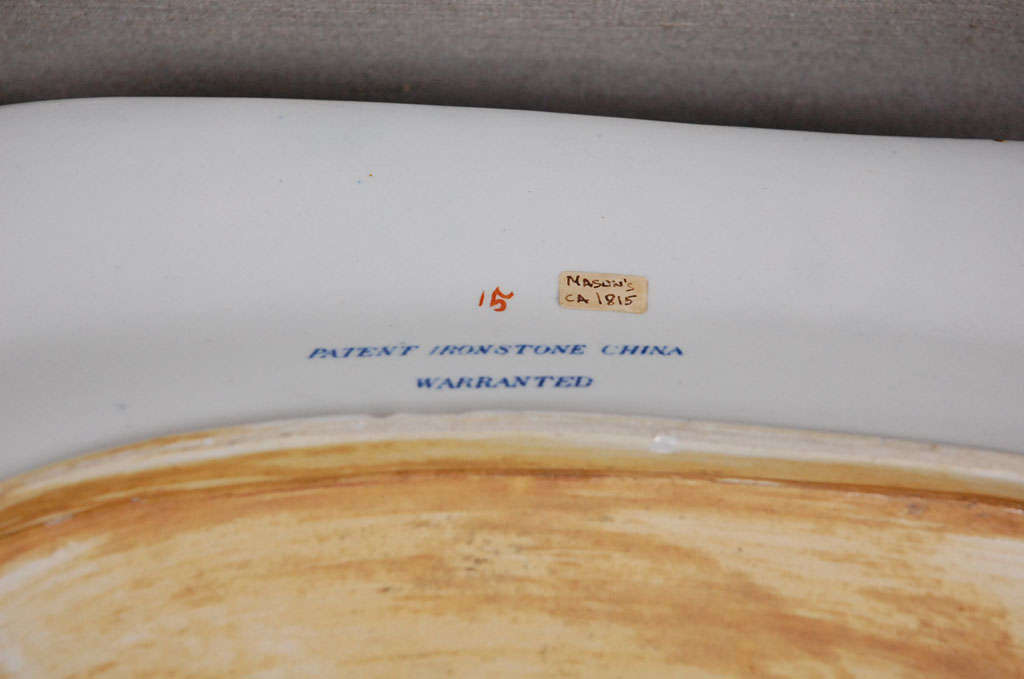 15
MASON'S
CA 1815
PATENT IRONSTONE CHINA
WARRANTED